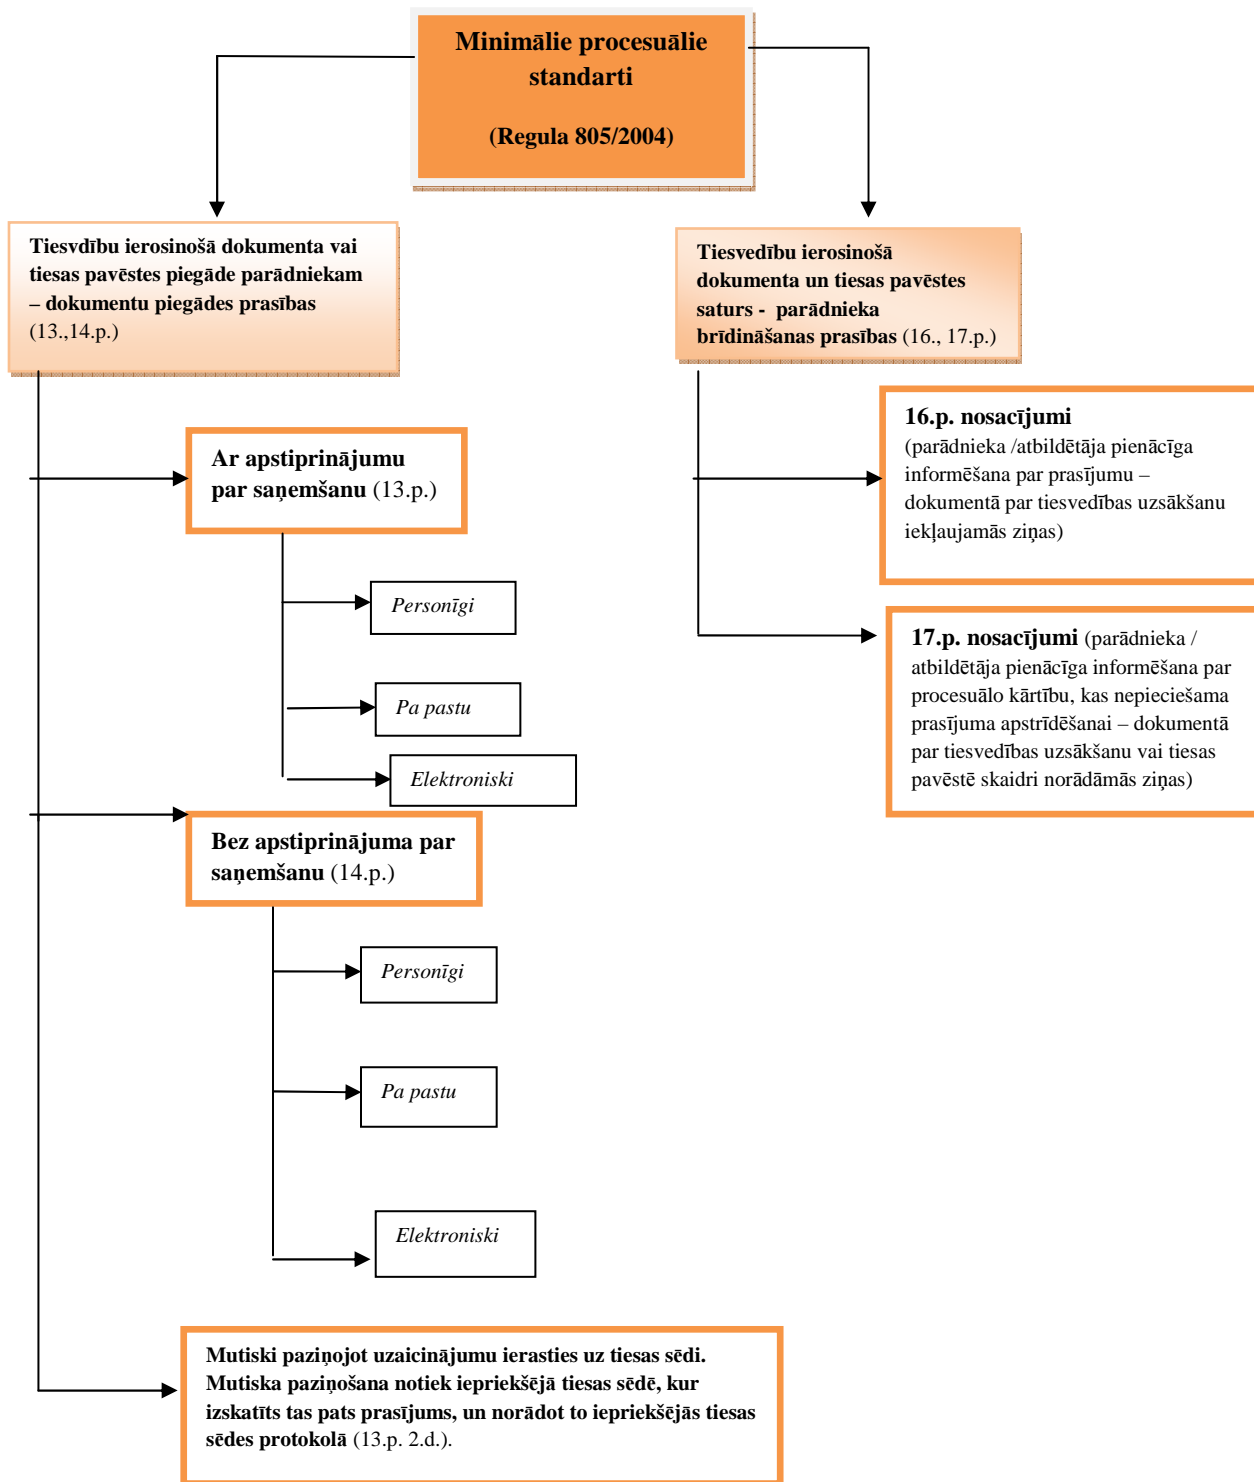 Minimālie procesuālie
standarti
(Regula 805/2004)
Tiesvdību ierosinošā dokumenta vai
tiesas pavēstes piegāde parādniekam
– dokumentu piegādes prasības
(13.,14.p.)
Tiesvedību ierosinošā
dokumenta un tiesas pavēstes
saturs - parādnieka
brīdināšanas prasības (16., 17.p.)
16.p. nosacījumi
(parādnieka /atbildētāja pienācīga
informēšana par prasījumu –
dokumentā par tiesvedības uzsākšanu
iekļaujamās ziņas)
Ar apstiprinājumu
par saņemšanu (13.p.)
Personīgi
Pa pastu
Elektroniski
17.p. nosacījumi (parādnieka /
atbildētāja pienācīga informēšana par
procesuālo kārtību, kas nepieciešama
prasījuma apstrīdēšanai – dokumentā
par tiesvedības uzsākšanu vai tiesas
pavēstē skaidri norādāmās ziņas)
Bez apstiprinājuma par
saņemšanu (14.p.)
Personīgi
Pa pastu
Elektroniski
Mutiski paziņojot uzaicinājumu ierasties uz tiesas sēdi.
Mutiska paziņošana notiek iepriekšējā tiesas sēdē, kur
izskatīts tas pats prasījums, un norādot to iepriekšējās tiesas
sēdes protokolā (13.p. 2.d.).